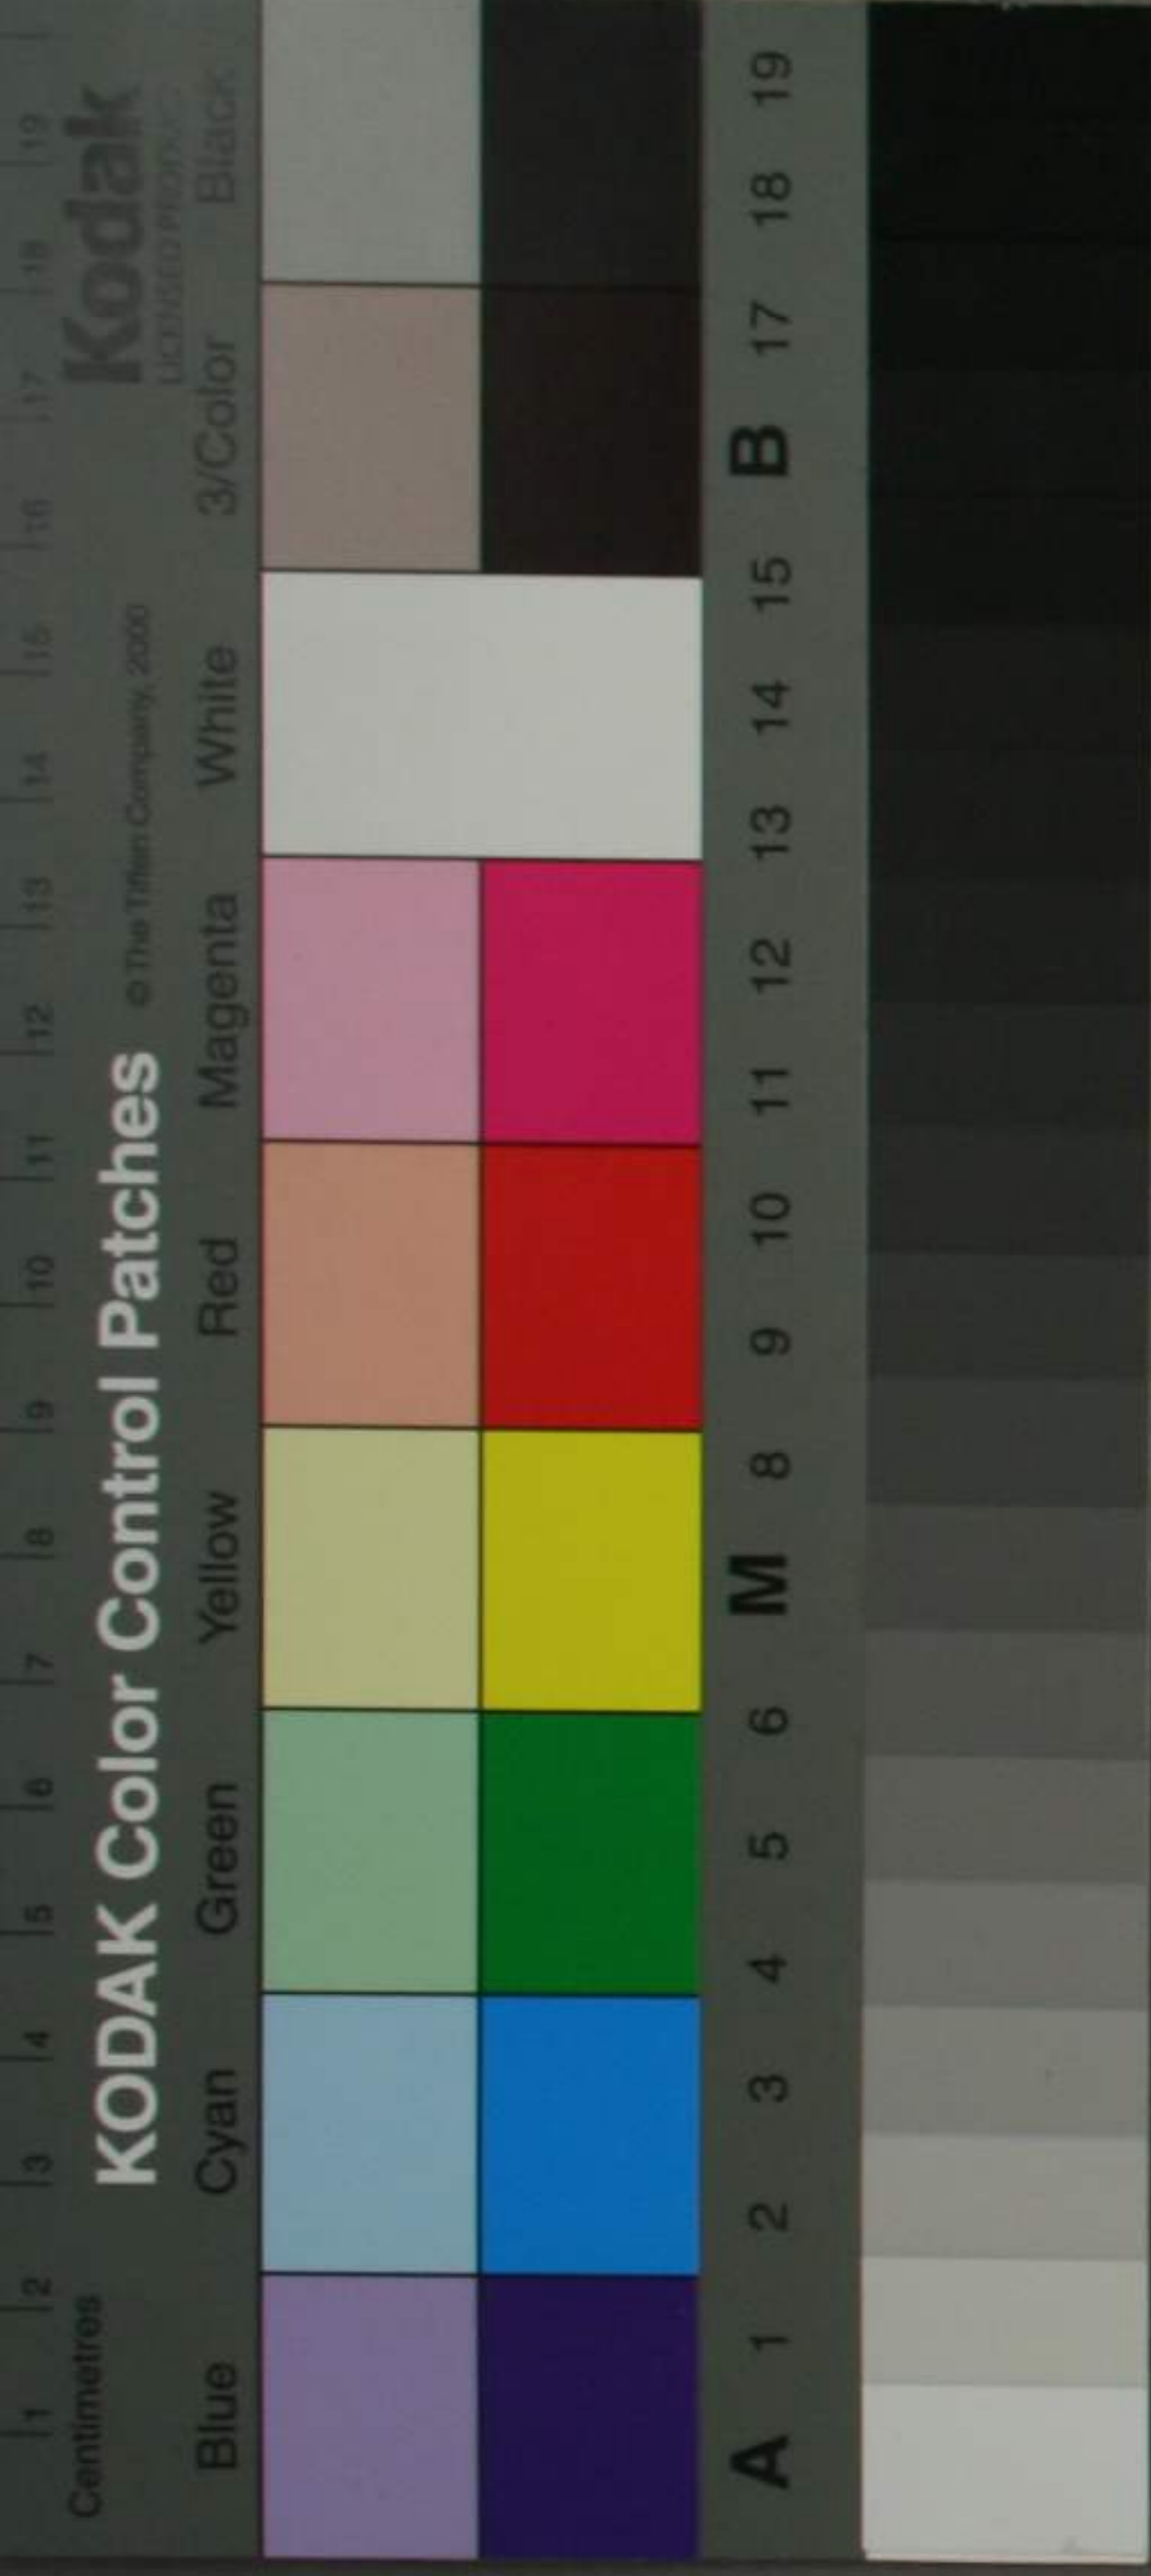 Centimetres
1 2 3 4 5 6 7 8 9 10 11 12 13 14 15 16 17 18 19
KODAK Color Control Patches © The Tiffen Company, 2000
Kodak
LICENSED PRODUCT
Blue Cyan Green Yellow Red Magenta White 3/Color Black
A 1 2 3 4 5 6 M 8 9 10 11 12 13 14 15 B 17 18 19